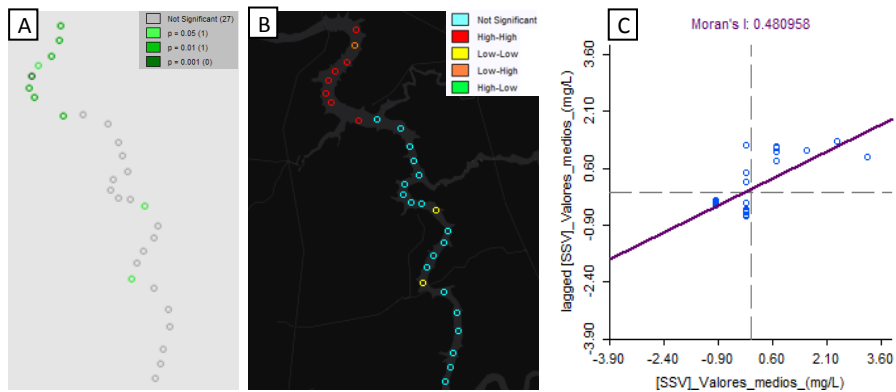 A
Not Significant (27)
p = 0.05 (1)
p = 0.01 (1)
p = 0.001 (0)
B
Not Significant
High-High
Low-Low
Low-High
High-Low
C
Moran's I: 0.480958
lagged [SSV]_Valores_medios_(mg/L)
3.60
2.10
0.60
-0.90
-2.40
-3.90
-3.90
-2.40
-0.90
0.60
2.10
3.60
[SSV]_Valores_medios_(mg/L)